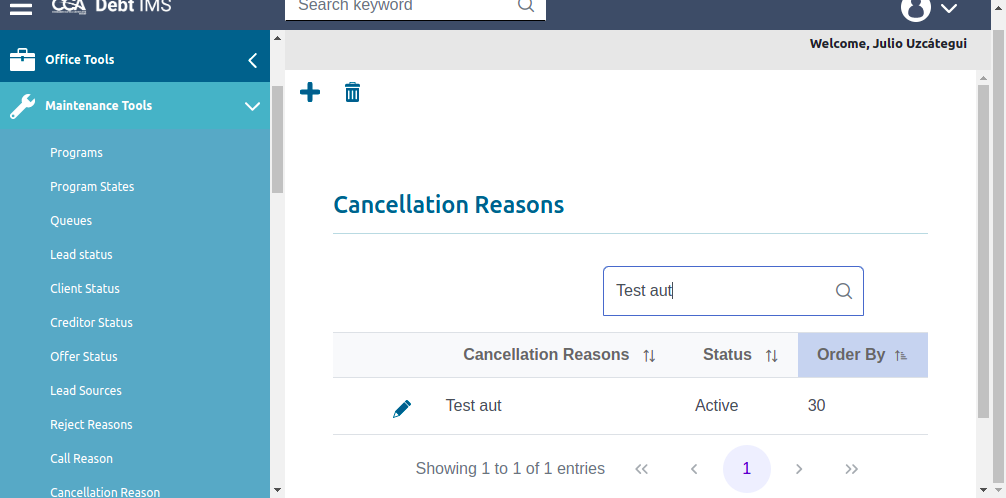 CCA Debt IMS
Search keyword
Welcome, Julio Uzcátegui
Office Tools
Maintenance Tools
Programs
Program States
Queues
Lead status
Client Status
Creditor Status
Offer Status
Lead Sources
Reject Reasons
Call Reason
Cancellation Reason
Cancellation Reasons
Test aut
Cancellation Reasons Status Order By
Test aut Active 30
Showing 1 to 1 of 1 entries « ‹ 1 › »